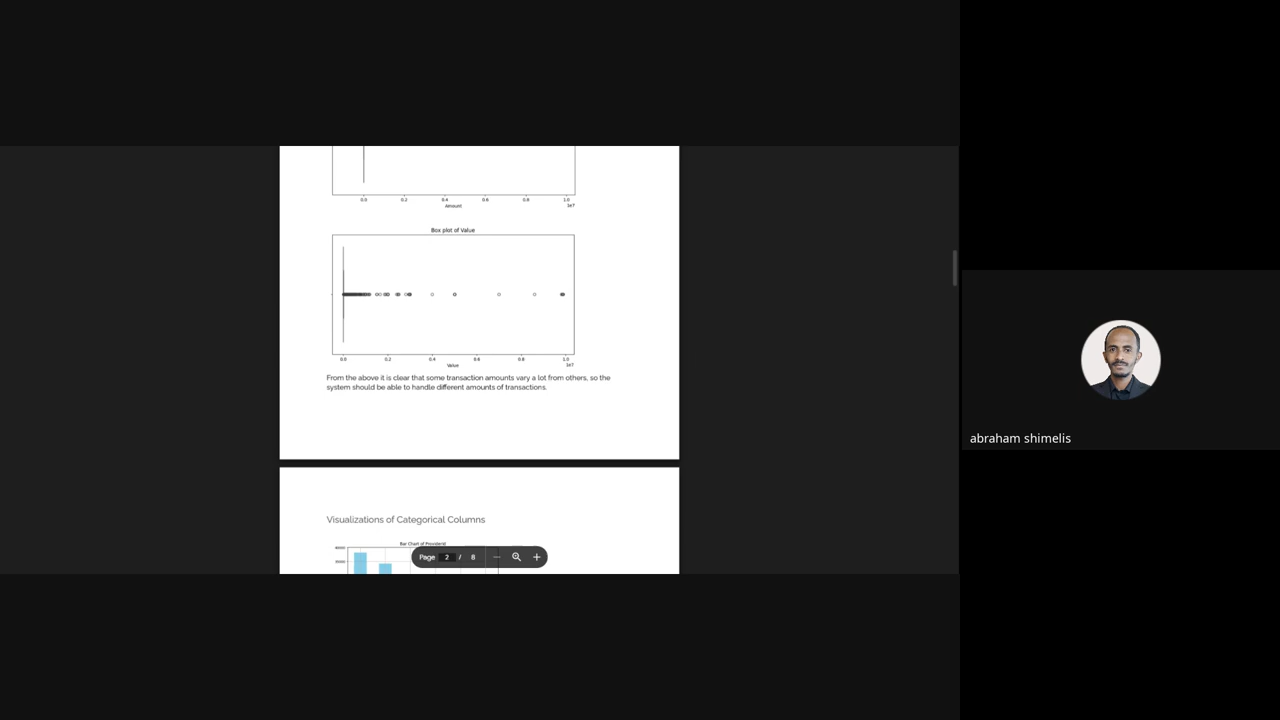 0.0 0.2 0.4 0.6 0.8 1.0
Amount 1e7
Box plot of Value
0.0 0.2 0.4 0.6 0.8 1.0
Value 1e7
From the above it is clear that some transaction amounts vary a lot from others, so the
system should be able to handle different amounts of transactions.
abraham shimelis
Visualizations of Categorical Columns
Bar Chart of ProviderId
Page 2 / 8